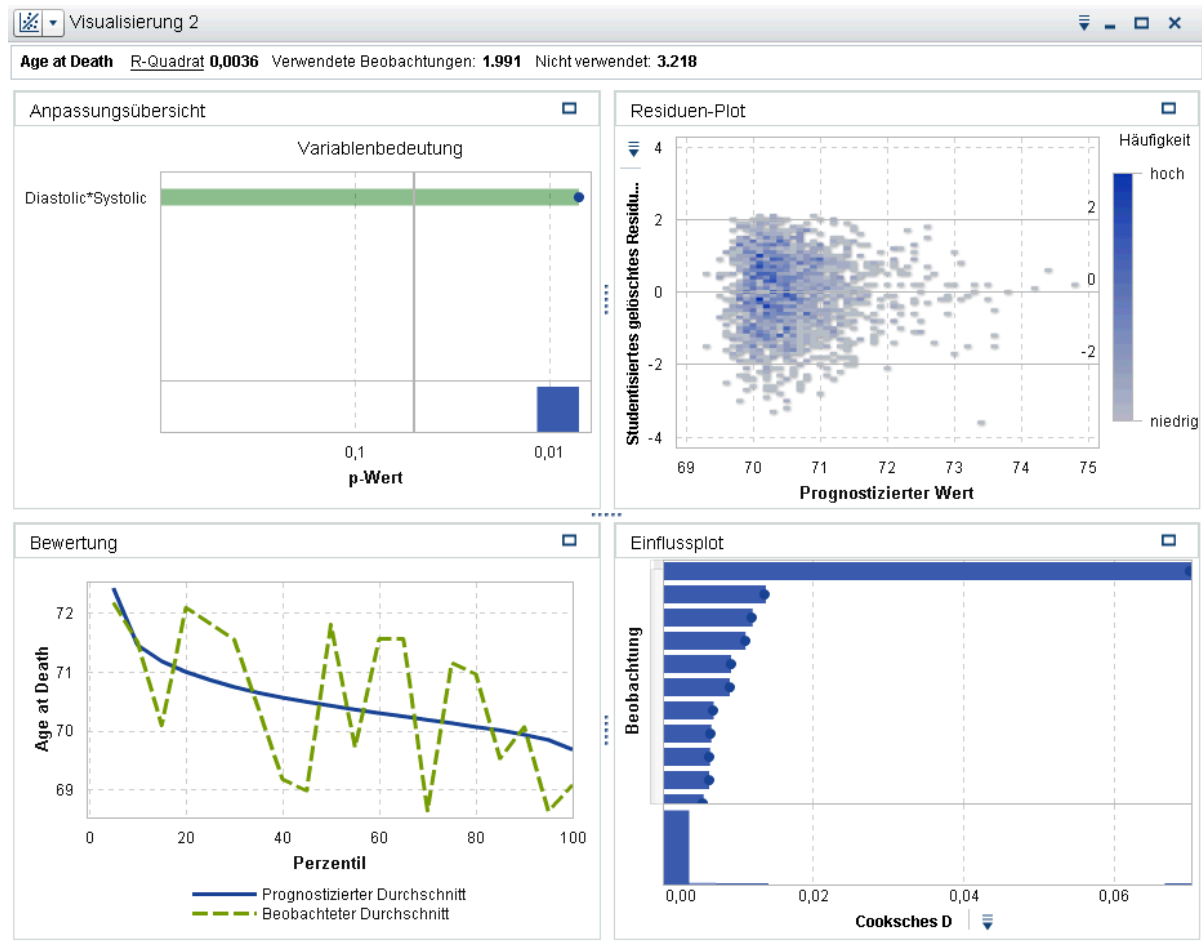 Visualisierung 2
Age at Death R-Quadrat 0,0036 Verwendete Beobachtungen: 1.991 Nicht verwendet: 3.218
Anpassungsübersicht
Variablenbedeutung
Diastolic*Systolic
0,1 0,01
p-Wert
Residuen-Plot
Häufigkeit
hoch
niedrig
Studentisiertes gelöschtes Residu...
4
2
0
-2
-4
2
0
-2
69 70 71 72 73 74 75
Prognostizierter Wert
Bewertung
Age at Death
72
71
70
69
0 20 40 60 80 100
Perzentil
Prognostizierter Durchschnitt
Beobachteter Durchschnitt
Einflussplot
Beobachtung
0,00 0,02 0,04 0,06
Cooksches D